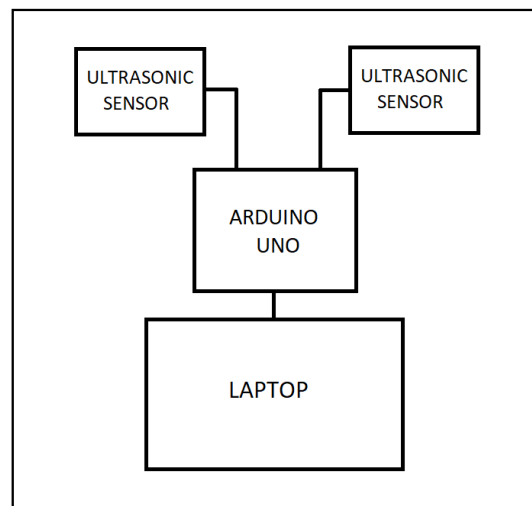 ULTRASONIC
SENSOR
ULTRASONIC
SENSOR
ARDUINO
UNO
LAPTOP